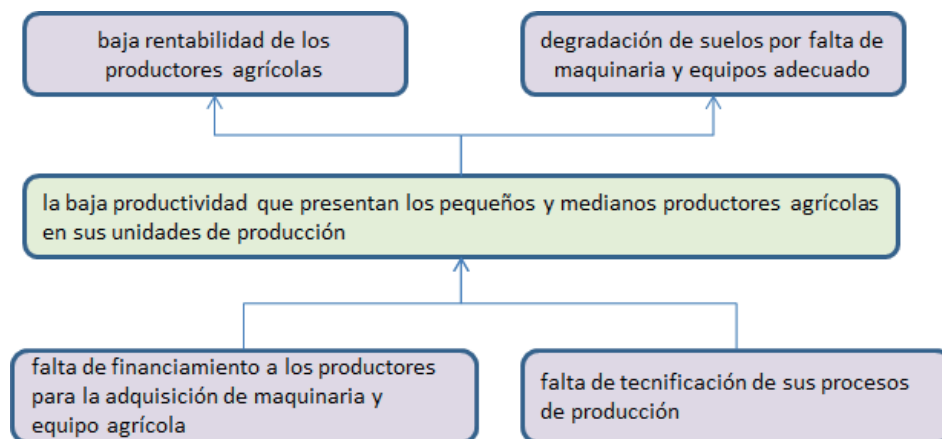 baja rentabilidad de los
productores agrícolas
degradación de suelos por falta de
maquinaria y equipos adecuado
la baja productividad que presentan los pequeños y medianos productores agrícolas
en sus unidades de producción
falta de financiamiento a los productores
para la adquisición de maquinaria y
equipo agrícola
falta de tecnificación de sus procesos
de producción